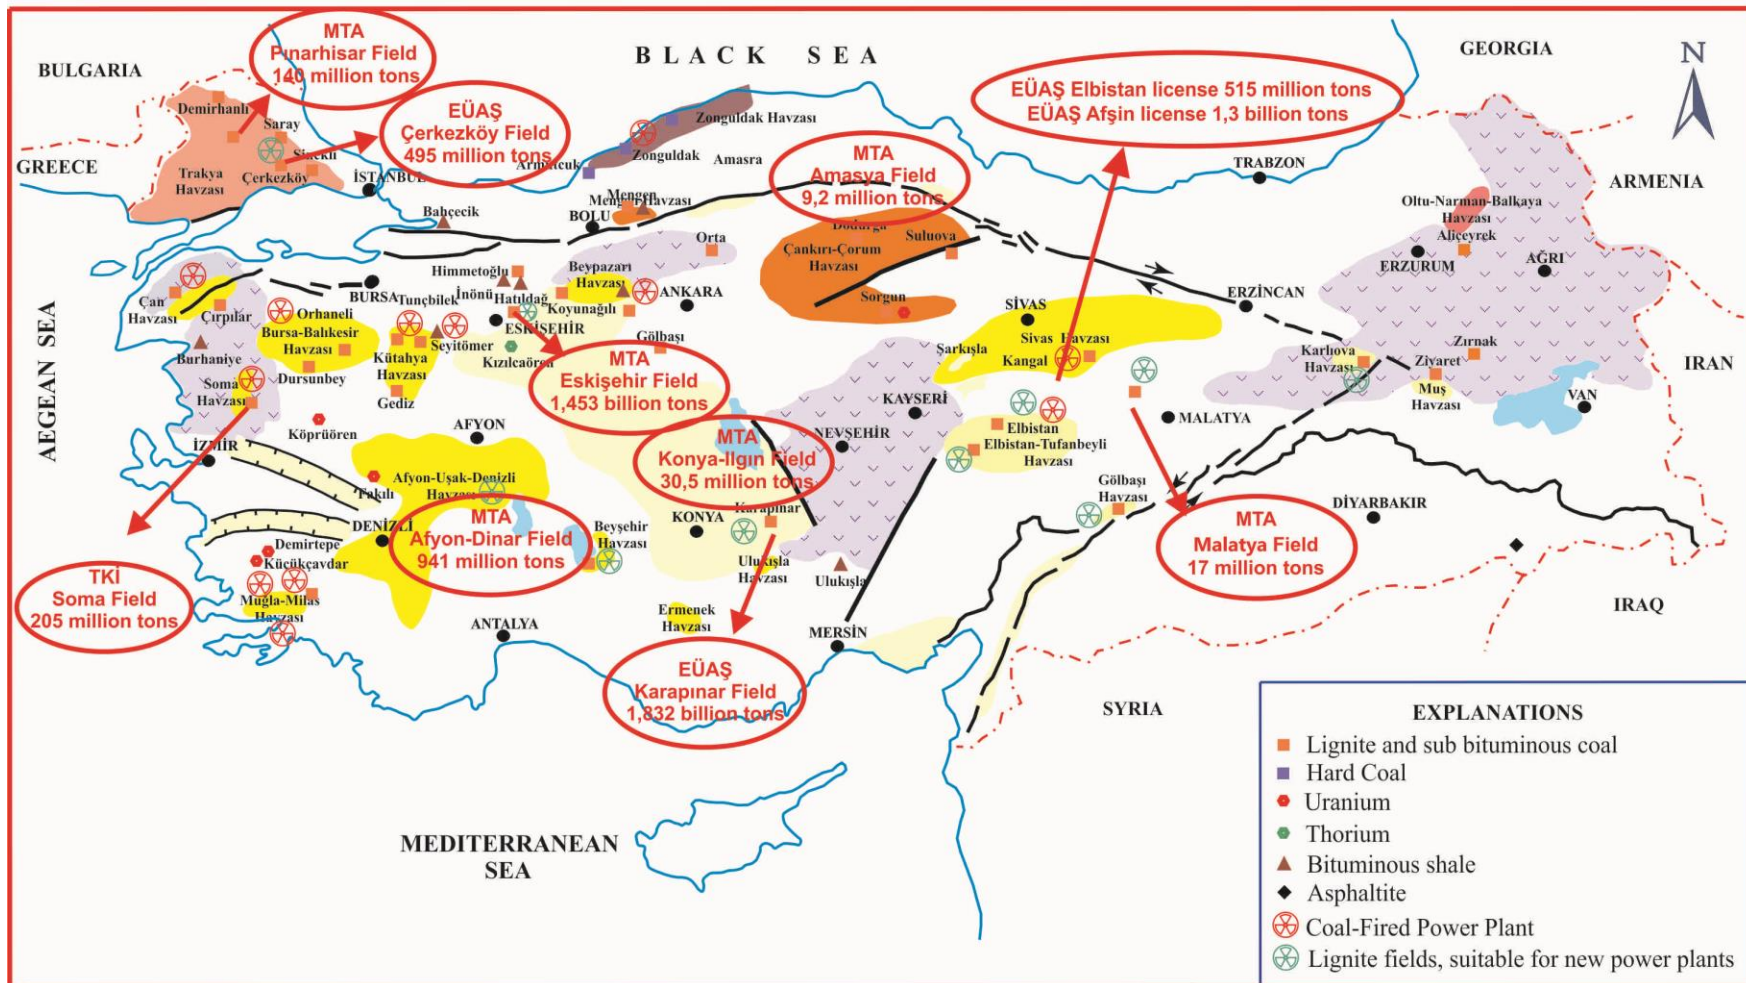 MTA
Pınarhisar Field
140 million tons
BLACK SEA
GEORGIA
N
BULGARIA
EÜAŞ Elbistan license 515 million tons
EÜAŞ Afşin license 1,3 billion tons
Demirhanlı
EÜAŞ
Çerkezköy Field
495 million tons
Saray
Zonguldak Havzası
Zonguldak
Amasra
GREECE
Trakya
Havzası
Çerkezköy
İSTANBUL
MTA
Amasya Field
9,2 million tons
TRABZON
ARMENIA
Bahçecik
Mengen
Mengen Havzası
BOLU
Dodurga
Suluova
Çankırı-Çorum
Havzası
Orta
Oltu-Narman-Balkaya
Havzası
Aliçeyrek
ERZURUM
AĞRI
Himmetoğlu
Beypazarı
Havzası
İnönü
Hatıldağ
Koyunağılı
ANKARA
BURSA
Tunçbilek
Çan
Havzası
Çırpılar
Orhaneli
Bursa-Balıkesir
Havzası
ESKİŞEHİR
Seyitömer
Kızılcaören
Gölbaşı
Sorgun
SİVAS
Sivas Havzası
Şarkışla
Kangal
ERZİNCAN
Karlıova
Havzası
Zırnak
Ziyaret
Muş
Havzası
IRAN
VAN
AEGEAN SEA
Burhaniye
Soma
Havzası
Dursunbey
Kütahya
Havzası
Gediz
MTA
Eskişehir Field
1,453 billion tons
KAYSERİ
NEVŞEHİR
MALATYA
Elbistan
Elbistan-Tufanbeyli
Havzası
Köprüören
AFYON
İZMİR
MTA
Konya-Ilgın Field
30,5 million tons
Afyon-Uşak-Denizli
Havzası
Gölbaşı
Havzası
DİYARBAKIR
DENİZLİ
MTA
Afyon-Dinar Field
941 million tons
Beyşehir
Havzası
KONYA
Karapınar
Ulukışla
Havzası
Ulukışla
MTA
Malatya Field
17 million tons
Demirtepe
Küçükçavdar
TKİ
Soma Field
205 million tons
Muğla-Milas
Havzası
ANTALYA
Ermenek
Havzası
MERSİN
IRAQ
EÜAŞ
Karapınar Field
1,832 billion tons
SYRIA
MEDITERRANEAN
SEA
EXPLANATIONS
Lignite and sub bituminous coal
Hard Coal
Uranium
Thorium
Bituminous shale
Asphaltite
Coal-Fired Power Plant
Lignite fields, suitable for new power plants